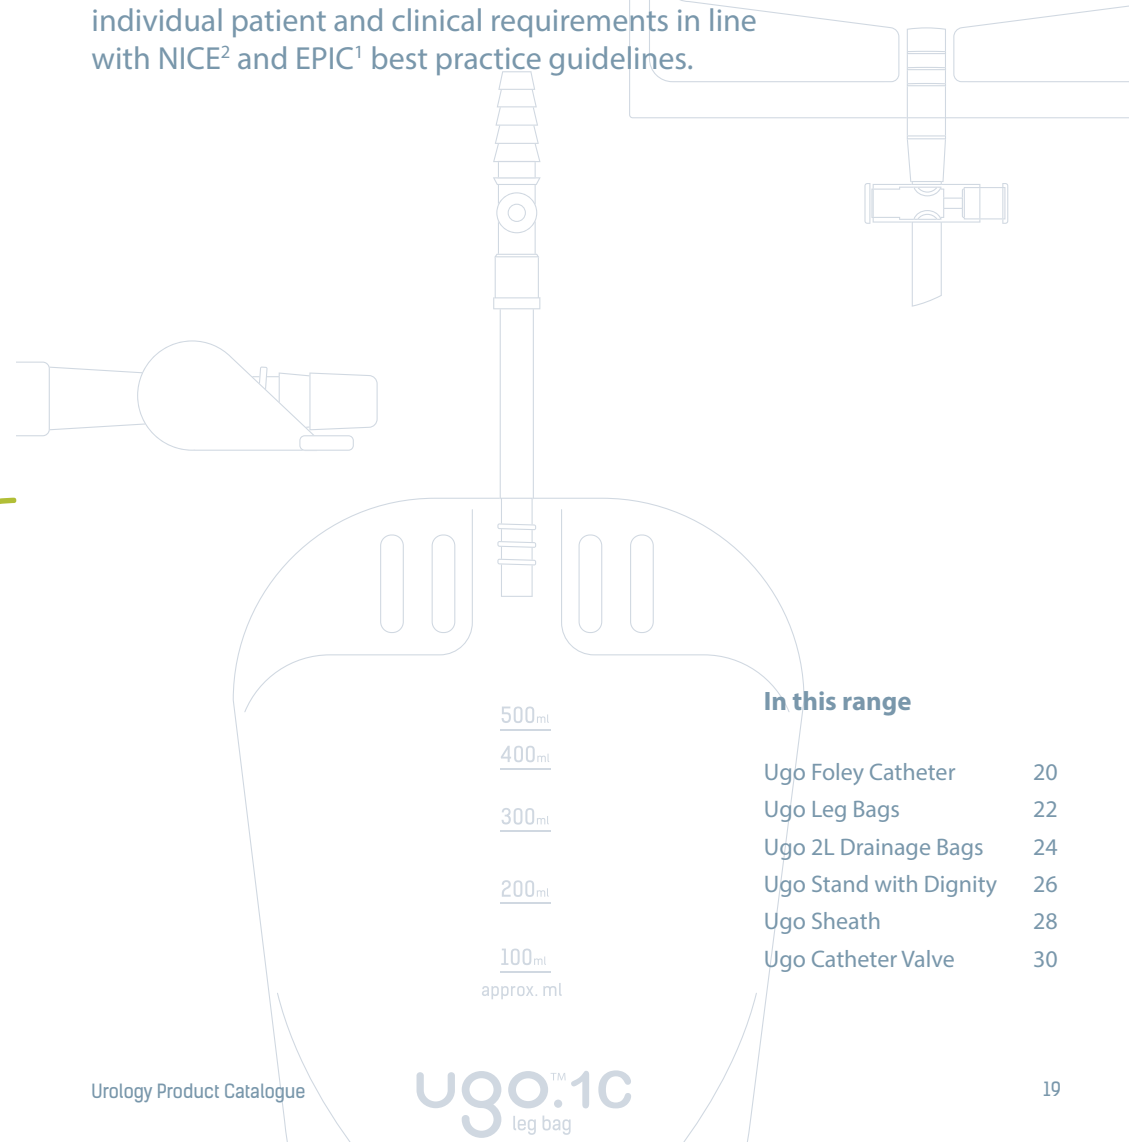 individual patient and clinical requirements in line
with NICE² and EPIC¹ best practice guidelines.
500ml
400ml
300ml
200ml
100ml
approx. ml
In this range
Ugo Foley Catheter 20
Ugo Leg Bags 22
Ugo 2L Drainage Bags 24
Ugo Stand with Dignity 26
Ugo Sheath 28
Ugo Catheter Valve 30
ugo.™1C
leg bag
Urology Product Catalogue
19